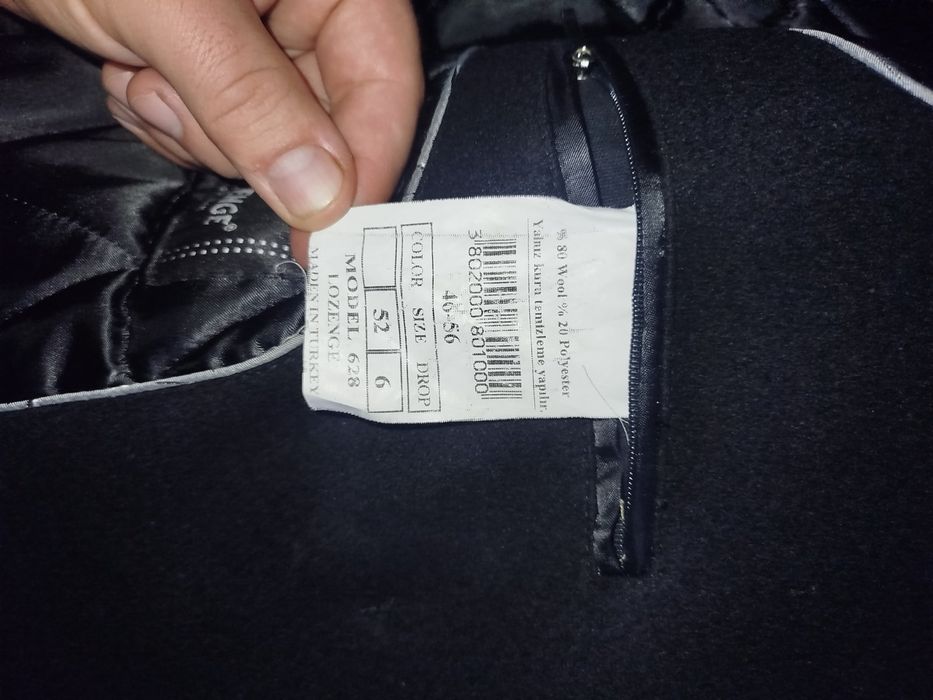 % 80 Wool % 20 Polyester
Yalnız kuru temizleme yapılır.
3802000801000
46-56
COLOR SIZE DROP
52 6
MODEL 628
LOZENGE
MADE IN TURKEY